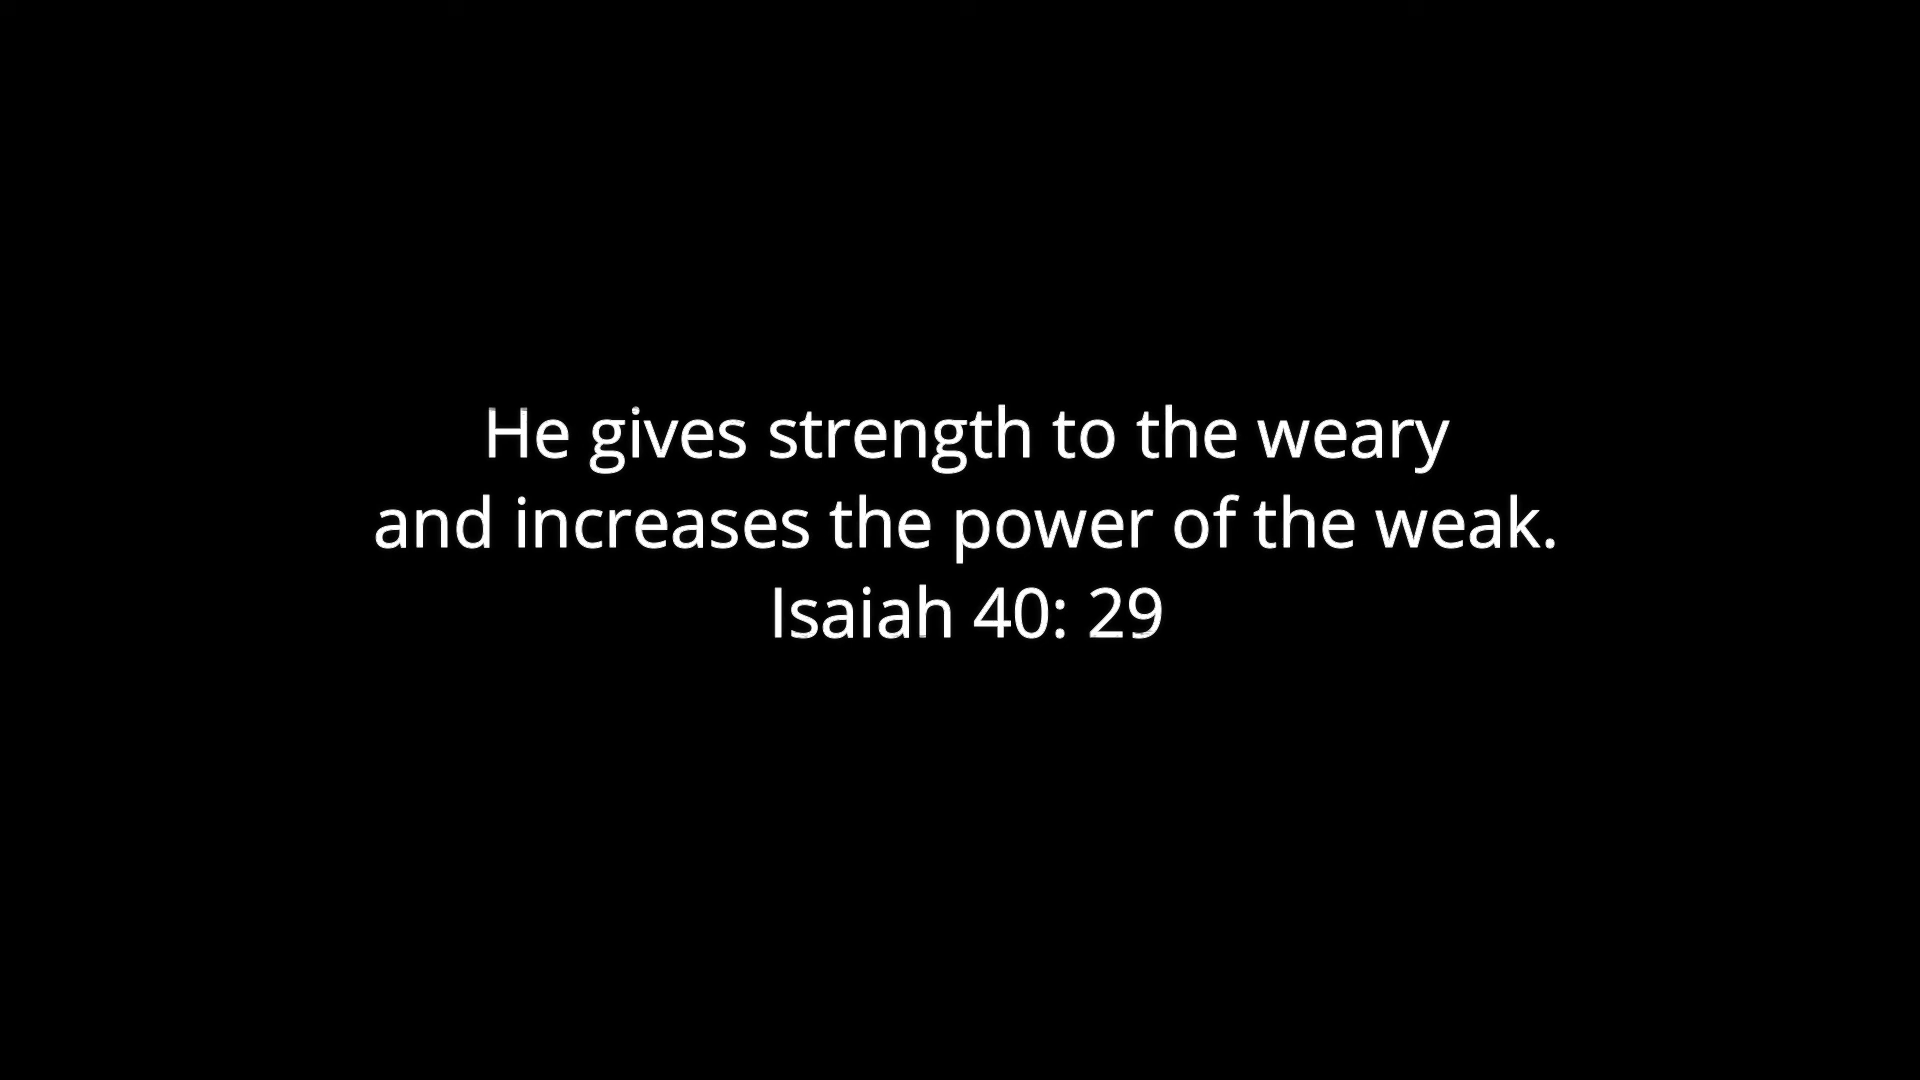 He gives strength to the weary
and increases the power of the weak.
Isaiah 40: 29